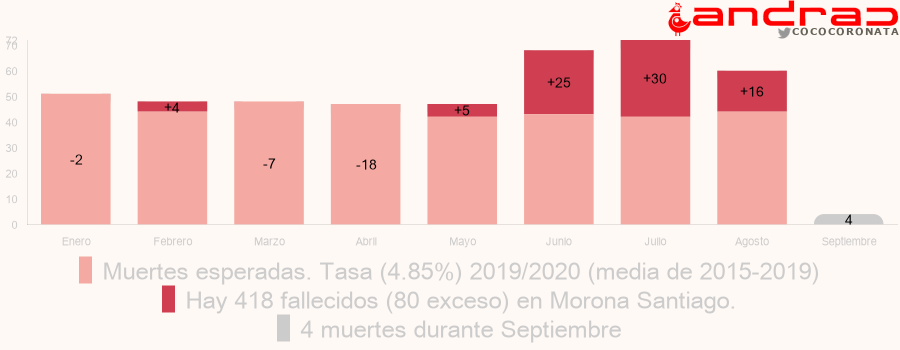 andrac
COCOCORONATA
72
70
60
50
40
30
20
10
0
-2
+4
-7
-18
+5
+25
+30
+16
4
Enero
Febrero
Marzo
Abril
Mayo
Junio
Julio
Agosto
Septiembre
Muertes esperadas. Tasa (4.85%) 2019/2020 (media de 2015-2019)
Hay 418 fallecidos (80 exceso) en Morona Santiago.
4 muertes durante Septiembre